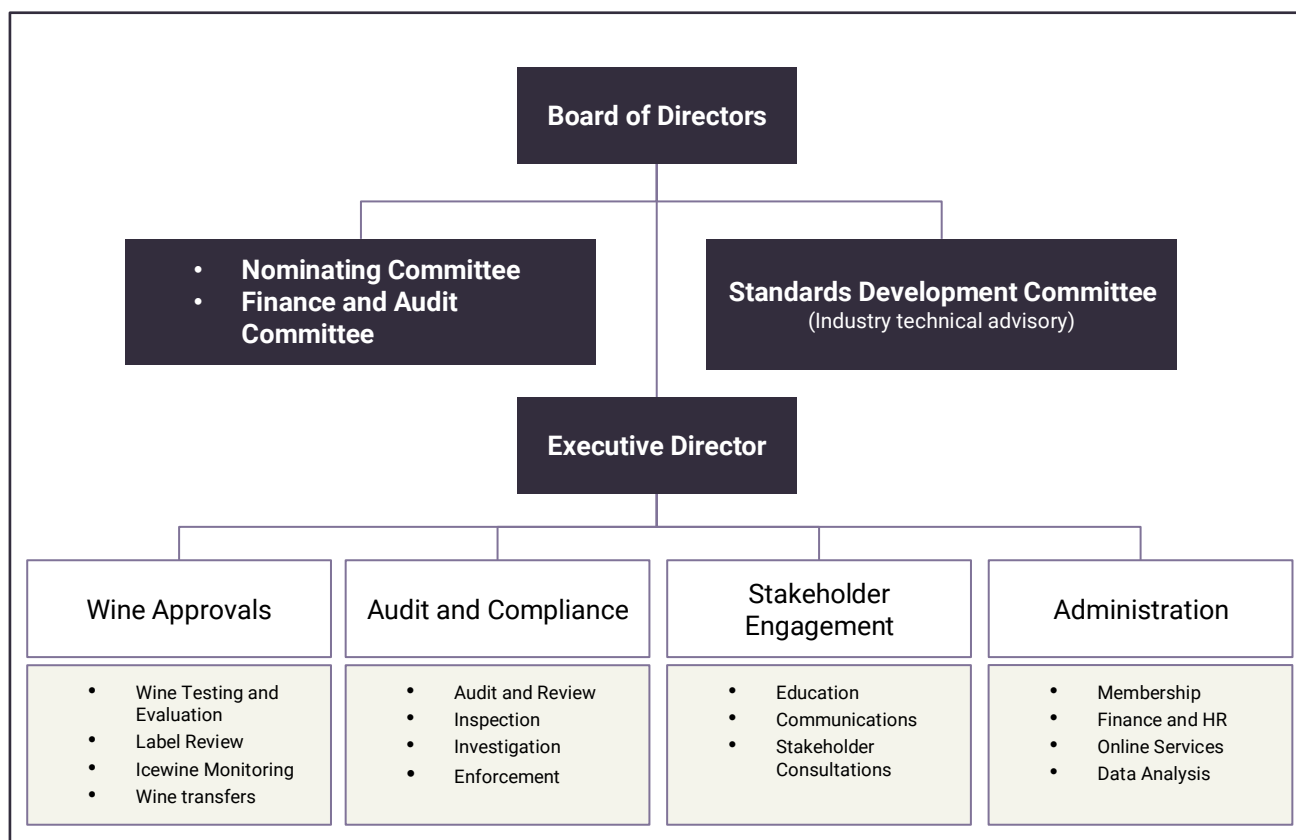 Board of Directors
• Nominating Committee
• Finance and Audit
Committee
Standards Development Committee
(Industry technical advisory)
Executive Director
Wine Approvals
• Wine Testing and
Evaluation
• Label Review
• Icewine Monitoring
• Wine transfers
Audit and Compliance
• Audit and Review
• Inspection
• Investigation
• Enforcement
Stakeholder
Engagement
• Education
• Communications
• Stakeholder
Consultations
Administration
• Membership
• Finance and HR
• Online Services
• Data Analysis